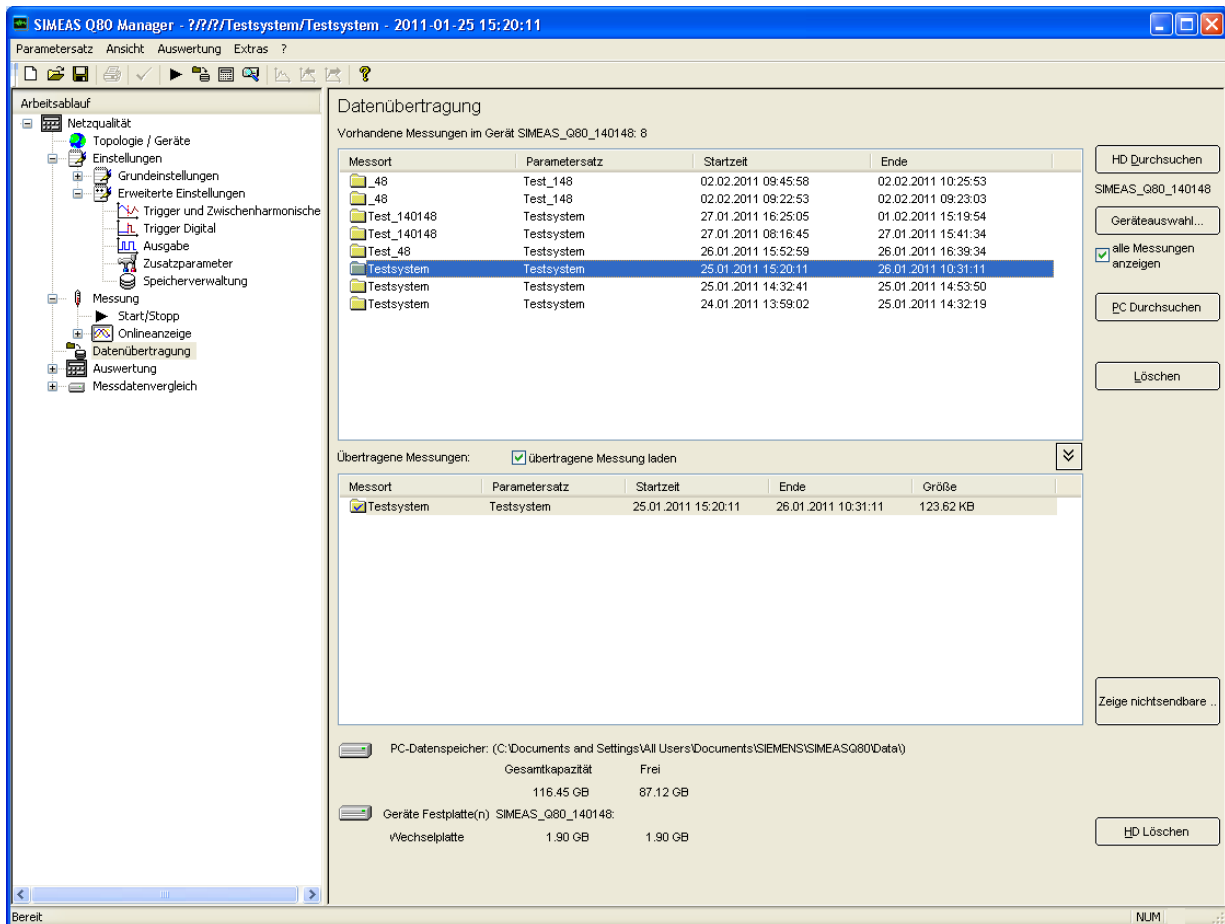 SIMEAS Q80 Manager - ?/?/?/Testsystem/Testsystem - 2011-01-25 15:20:11
Parametersatz Ansicht Auswertung Extras ?
Arbeitsablauf
Netzqualität
Topologie / Geräte
Einstellungen
Grundeinstellungen
Erweiterte Einstellungen
Trigger und Zwischenharmonische
Trigger Digital
Ausgabe
Zusatzparameter
Speicherverwaltung
Messung
Start/Stopp
Onlineanzeige
Datenübertragung
Auswertung
Messdatenvergleich
Datenübertragung
Vorhandene Messungen im Gerät SIMEAS_Q80_140148: 8
Messort Parametersatz Startzeit Ende
_48 Test_148 02.02.2011 09:45:58 02.02.2011 10:25:53
_48 Test_148 02.02.2011 09:22:53 02.02.2011 09:23:03
Test_140148 Testsystem 27.01.2011 16:25:05 01.02.2011 15:19:54
Test_140148 Testsystem 27.01.2011 08:16:45 27.01.2011 15:41:34
Test_48 Testsystem 26.01.2011 15:52:59 26.01.2011 16:39:34
Testsystem Testsystem 25.01.2011 15:20:11 26.01.2011 10:31:11
Testsystem Testsystem 25.01.2011 14:32:41 25.01.2011 14:53:50
Testsystem Testsystem 24.01.2011 13:59:02 25.01.2011 14:32:19
HD Durchsuchen
SIMEAS_Q80_140148
Geräteauswahl...
alle Messungen
anzeigen
PC Durchsuchen
Löschen
Übertragene Messungen: übertragene Messung laden
Messort Parametersatz Startzeit Ende Größe
Testsystem Testsystem 25.01.2011 15:20:11 26.01.2011 10:31:11 123.62 KB
Zeige nichtsendbare ..
PC-Datenspeicher: (C:\Documents and Settings\All Users\Documents\SIEMENS\SIMEASQ80\Data\)
Gesamtkapazität Frei
116.45 GB 87.12 GB
Geräte Festplatte(n) SIMEAS_Q80_140148:
Wechselplatte 1.90 GB 1.90 GB
HD Löschen
Bereit NUM